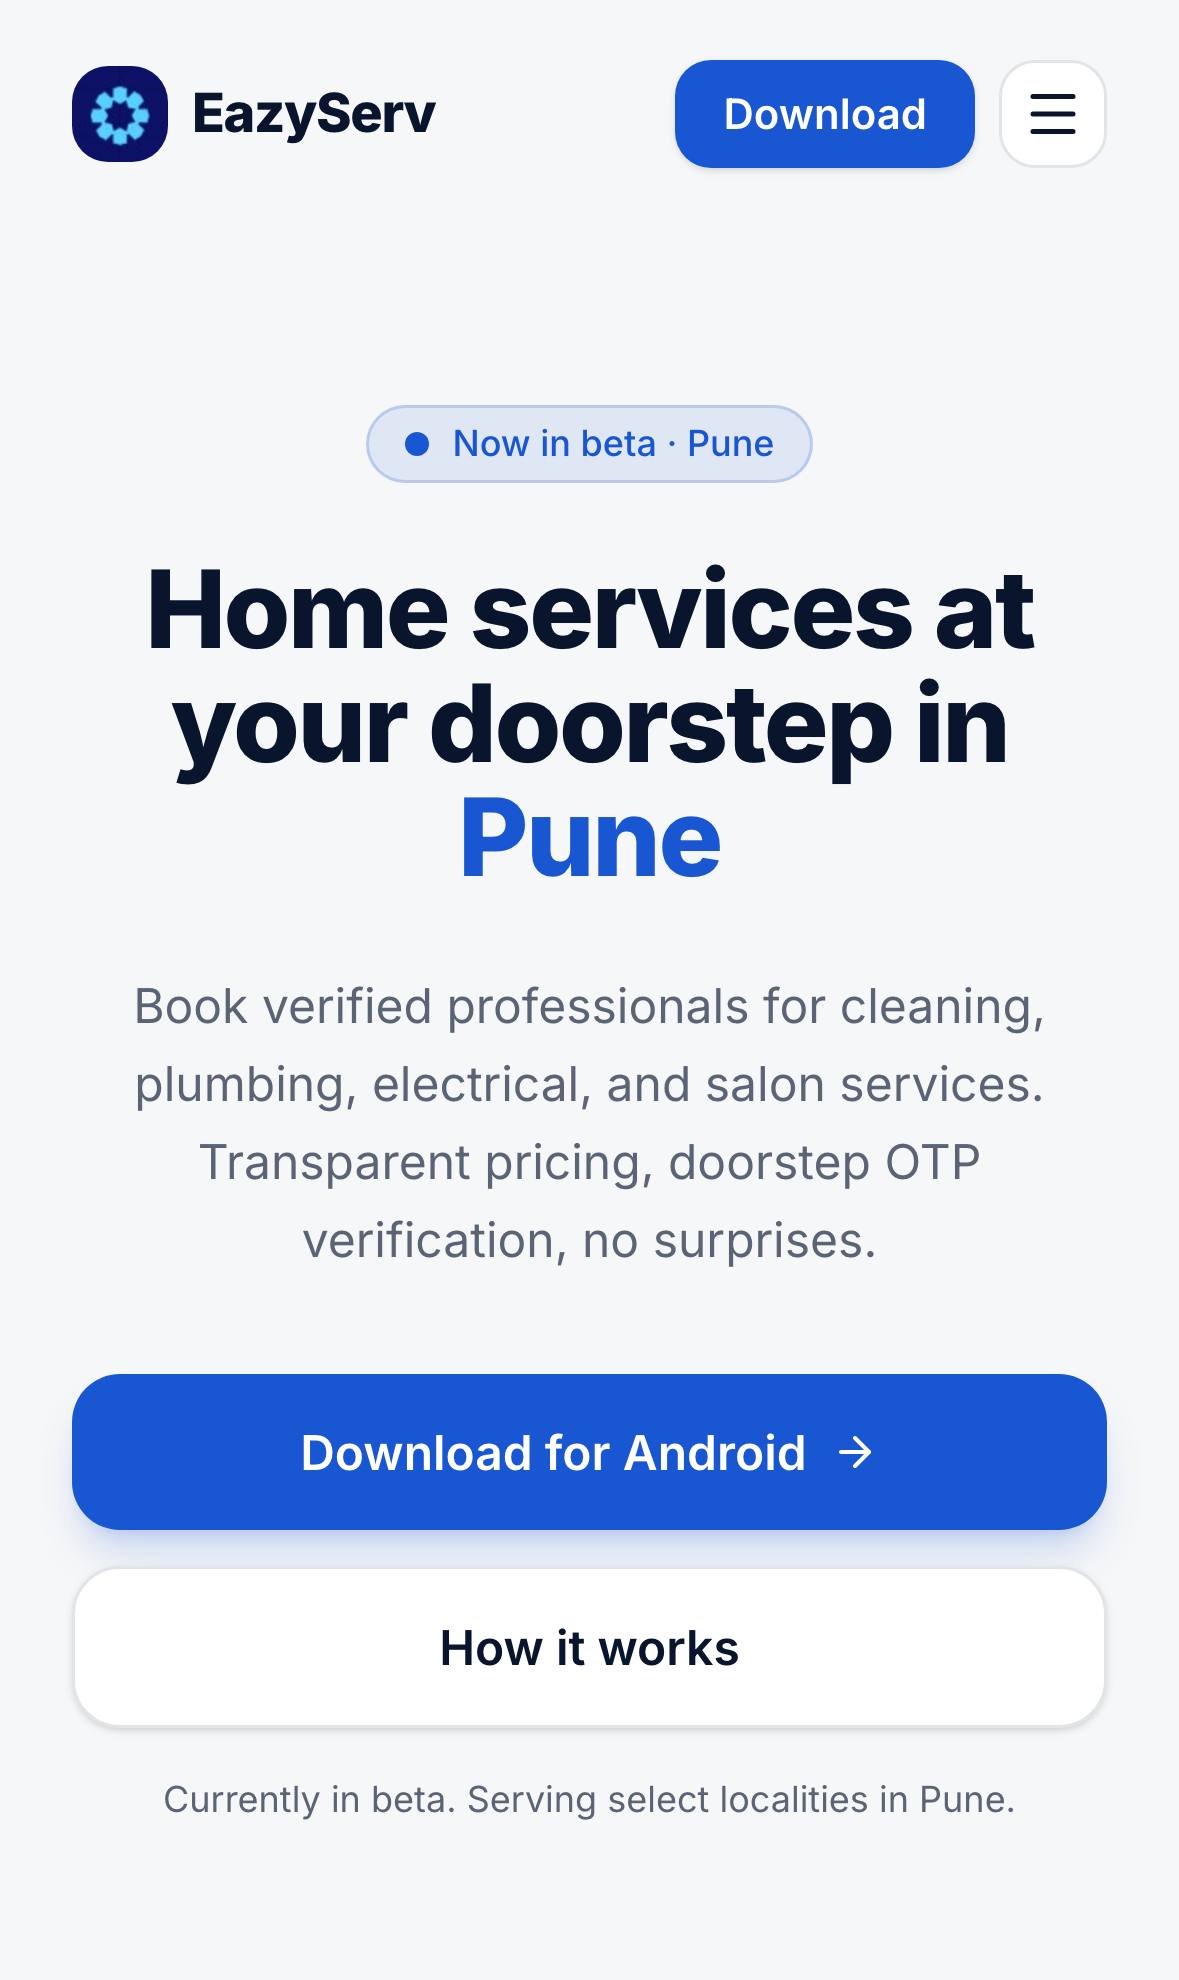 EazyServ
Download
Now in beta · Pune
Home services at
your doorstep in
Pune
Book verified professionals for cleaning,
plumbing, electrical, and salon services.
Transparent pricing, doorstep OTP
verification, no surprises.
Download for Android →
How it works
Currently in beta. Serving select localities in Pune.